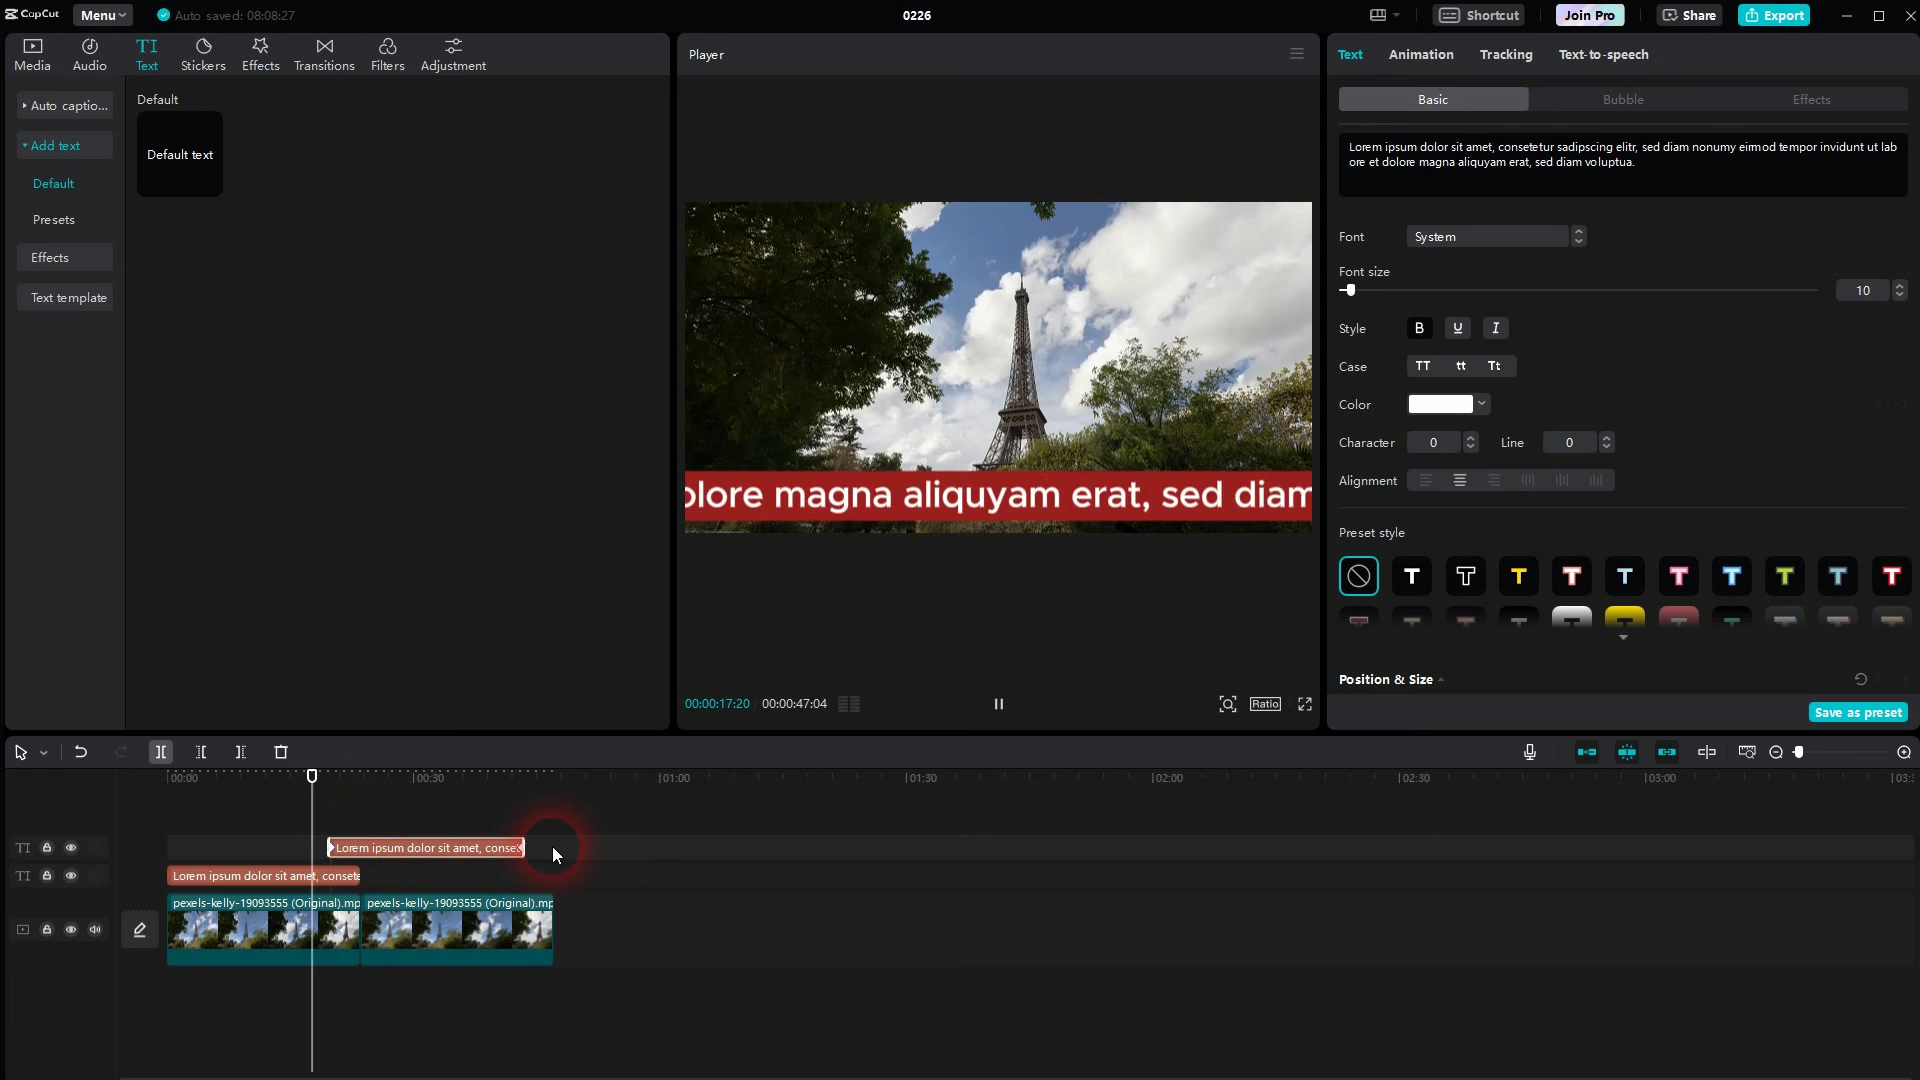 CapCut
Menu
Auto saved: 08:08:27
0226
Shortcut
Join Pro
Share
Export
Media
Audio
TI
Text
Stickers
Effects
Transitions
Filters
Adjustment
Auto captio...
Add text
Default
Presets
Effects
Text template
Default
Default text
Player
olore magna aliquyam erat, sed diam
00:00:17:20
00:00:47:04
Ratio
Text
Animation
Tracking
Text-to-speech
Basic
Bubble
Effects
Lorem ipsum dolor sit amet, consetetur sadipscing elitr, sed diam nonumy eirmod tempor invidunt ut lab
ore et dolore magna aliquyam erat, sed diam voluptua.
Font
System
Font size
10
Style
B
U
I
Case
TT
tt
Tt
Color
Character
0
Line
0
Alignment
Preset style
T
T
T
T
T
T
T
T
T
T
Position & Size
Save as preset
00:00
00:30
01:00
01:30
02:00
02:30
03:00
03:3
TI
Lorem ipsum dolor sit amet, conset
TI
Lorem ipsum dolor sit amet, consete
pexels-kelly-19093555 (Original).mp
pexels-kelly-19093555 (Original).mp